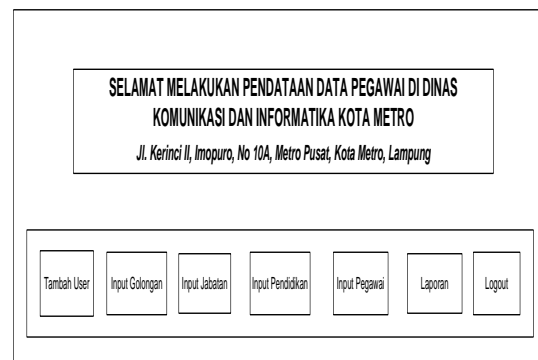 SELAMAT MELAKUKAN PENDATAAN DATA PEGAWAI DI DINAS
KOMUNIKASI DAN INFORMATIKA KOTA METRO
Jl. Kerinci II, Imopuro, No 10A, Metro Pusat, Kota Metro, Lampung
Tambah User Input Golongan Input Jabatan Input Pendidikan Input Pegawai Laporan Logout